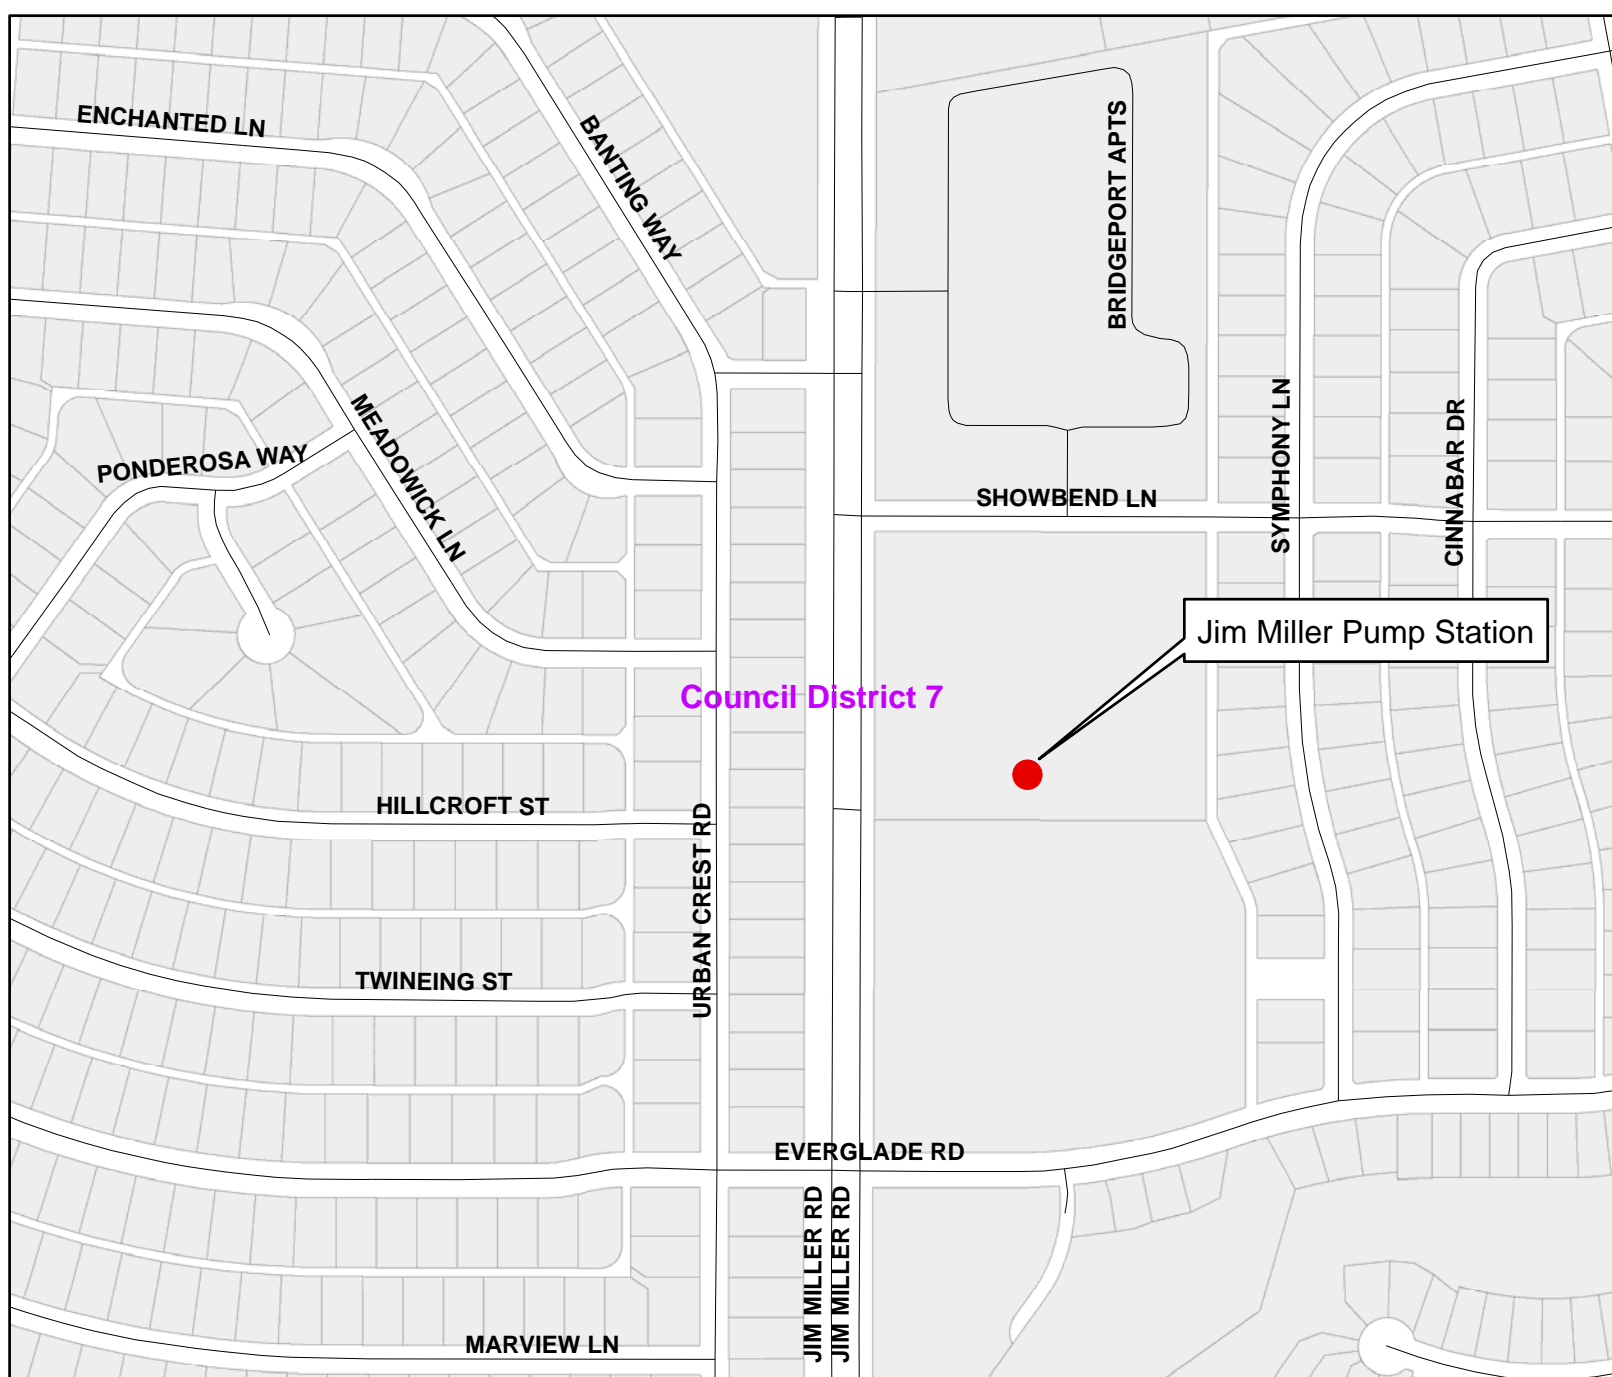 ENCHANTED LN
BANTING WAY
BRIDGEPORT APTS
PONDEROSA WAY
MEADOWICK LN
SYMPHONY LN
CINNABAR DR
SHOWBEND LN
Jim Miller Pump Station
Council District 7
HILLCROFT ST
URBAN CREST RD
TWINEING ST
EVERGLADE RD
JIM MILLER RD
JIM MILLER RD
MARVIEW LN